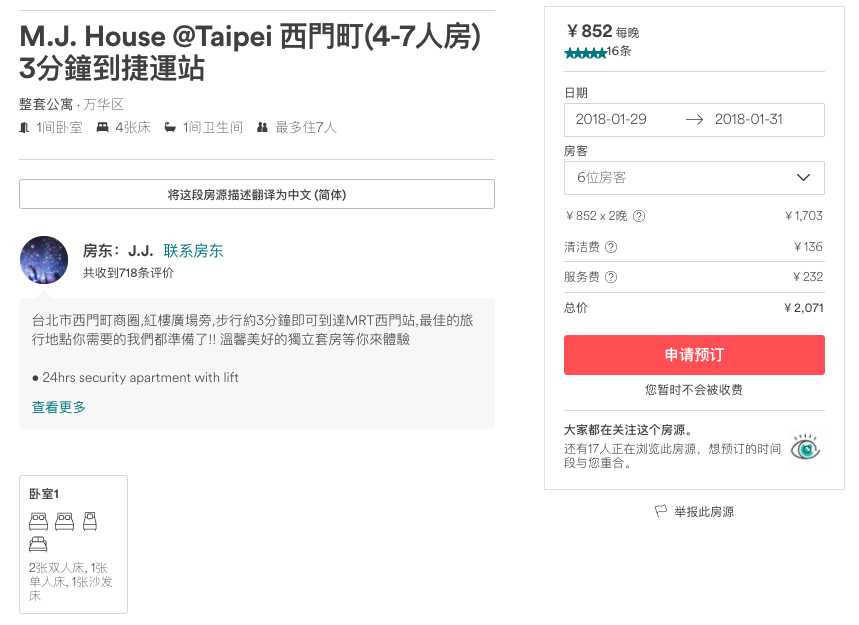 M.J. House @Taipei 西門町(4-7人房)
3分鐘到捷運站
整套公寓 · 万华区
1间卧室 4张床 1间卫生间 最多住7人
将这段房源描述翻译为中文 (简体)
房东：J.J. 联系房东
共收到718条评价
台北市西門町商圈,紅樓廣場旁,步行約3分鐘即可到達MRT西門站,最佳的旅
行地點你需要的我們都準備了!! 溫馨美好的獨立套房等你來體驗
● 24hrs security apartment with lift
查看更多
卧室1
2张双人床, 1张
单人床, 1张沙发
床
¥852 每晚
16条
日期
2018-01-29 → 2018-01-31
房客
6位房客
¥852 x 2晚 ? ¥1,703
清洁费 ? ¥136
服务费 ? ¥232
总价 ¥2,071
申请预订
您暂时不会被收费
大家都在关注这个房源。
还有17人正在浏览此房源，想预订的时间
段与您重合。
举报此房源